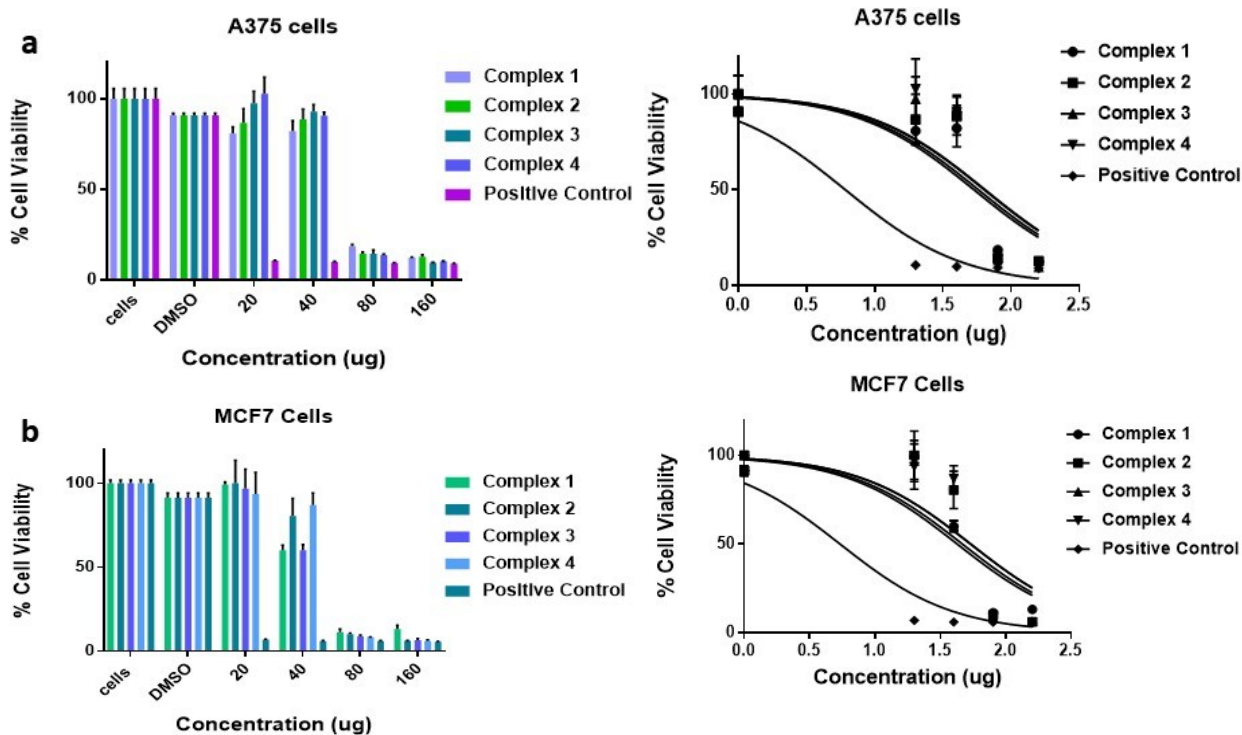 a
A375 cells
% Cell Viability
100
50
0
cells
DMSO
20
40
80
160
Concentration (ug)
Complex 1
Complex 2
Complex 3
Complex 4
Positive Control
A375 cells
% Cell Viability
100
50
0
0.0
0.5
1.0
1.5
2.0
2.5
Concentration (ug)
Complex 1
Complex 2
Complex 3
Complex 4
Positive Control
b
MCF7 Cells
% Cell Viability
100
50
0
cells
DMSO
20
40
80
160
Concentration (ug)
Complex 1
Complex 2
Complex 3
Complex 4
Positive Control
MCF7 Cells
% Cell Viability
100
50
0
0.0
0.5
1.0
1.5
2.0
2.5
Concentration (ug)
Complex 1
Complex 2
Complex 3
Complex 4
Positive Control